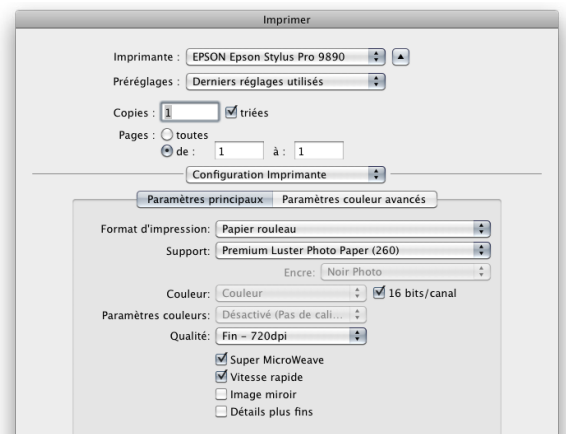 Imprimer
Imprimante : EPSON Epson Stylus Pro 9890
Préréglages : Derniers réglages utilisés
Copies : 1 triées
Pages : toutes
de : 1 à : 1
Configuration Imprimante
Paramètres principaux Paramètres couleur avancés
Format d'impression: Papier rouleau
Support: Premium Luster Photo Paper (260)
Encre: Noir Photo
Couleur: Couleur 16 bits/canal
Paramètres couleurs: Désactivé (Pas de cali...
Qualité: Fin – 720dpi
Super MicroWeave
Vitesse rapide
Image miroir
Détails plus fins